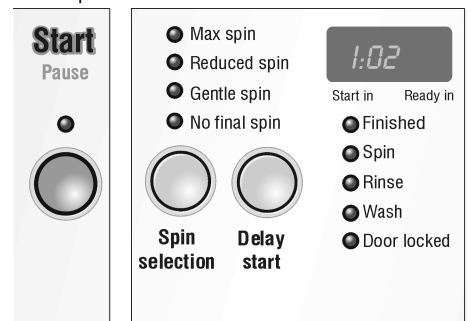 Start
Pause
Max spin
Reduced spin
Gentle spin
No final spin
Spin
selection
Delay
start
1:02
Start in Ready in
Finished
Spin
Rinse
Wash
Door locked